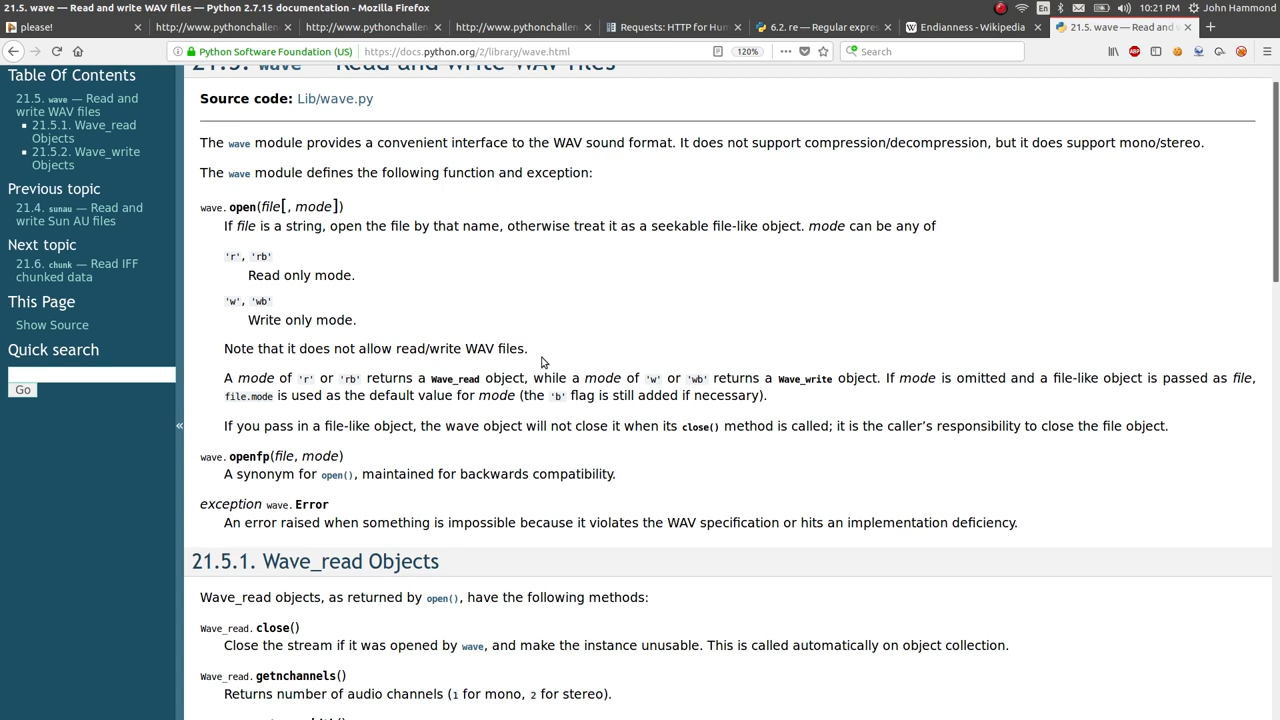 21.5. wave — Read and write WAV files — Python 2.7.15 documentation - Mozilla Firefox
En
10:21 PM
John Hammond
please!
http://www.pythonchallen
http://www.pythonchallen
http://www.pythonchallen
Requests: HTTP for Hum
6.2. re — Regular expres
Endianness - Wikipedia
21.5. wave — Read and w
Python Software Foundation (US)
https://docs.python.org/2/library/wave.html
120%
Search
Table Of Contents
21.5. wave — Read and
write WAV files
21.5.1. Wave_read
Objects
21.5.2. Wave_write
Objects
Previous topic
21.4. sunau — Read and
write Sun AU files
Next topic
21.6. chunk — Read IFF
chunked data
This Page
Show Source
Quick search
Go
«
21.5. wave — Read and write WAV files
Source code: Lib/wave.py
The wave module provides a convenient interface to the WAV sound format. It does not support compression/decompression, but it does support mono/stereo.
The wave module defines the following function and exception:
wave.open(file[, mode])
If file is a string, open the file by that name, otherwise treat it as a seekable file-like object. mode can be any of
'r', 'rb'
Read only mode.
'w', 'wb'
Write only mode.
Note that it does not allow read/write WAV files.
A mode of 'r' or 'rb' returns a Wave_read object, while a mode of 'w' or 'wb' returns a Wave_write object. If mode is omitted and a file-like object is passed as file,
file.mode is used as the default value for mode (the 'b' flag is still added if necessary).
If you pass in a file-like object, the wave object will not close it when its close() method is called; it is the caller’s responsibility to close the file object.
wave.openfp(file, mode)
A synonym for open(), maintained for backwards compatibility.
exception wave.Error
An error raised when something is impossible because it violates the WAV specification or hits an implementation deficiency.
21.5.1. Wave_read Objects
Wave_read objects, as returned by open(), have the following methods:
Wave_read.close()
Close the stream if it was opened by wave, and make the instance unusable. This is called automatically on object collection.
Wave_read.getnchannels()
Returns number of audio channels (1 for mono, 2 for stereo).